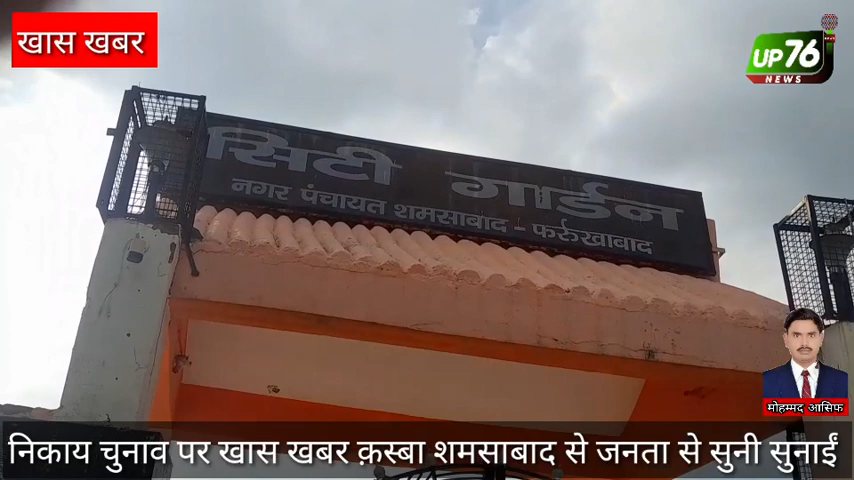 खास खबर
UP76
NEWS
सिटी गार्डन
नगर पंचायत शमसाबाद - फर्रुखाबाद
मोहम्मद आसिफ
निकाय चुनाव पर खास खबर क़स्बा शमसाबाद से जनता से सुनी सुनाईं